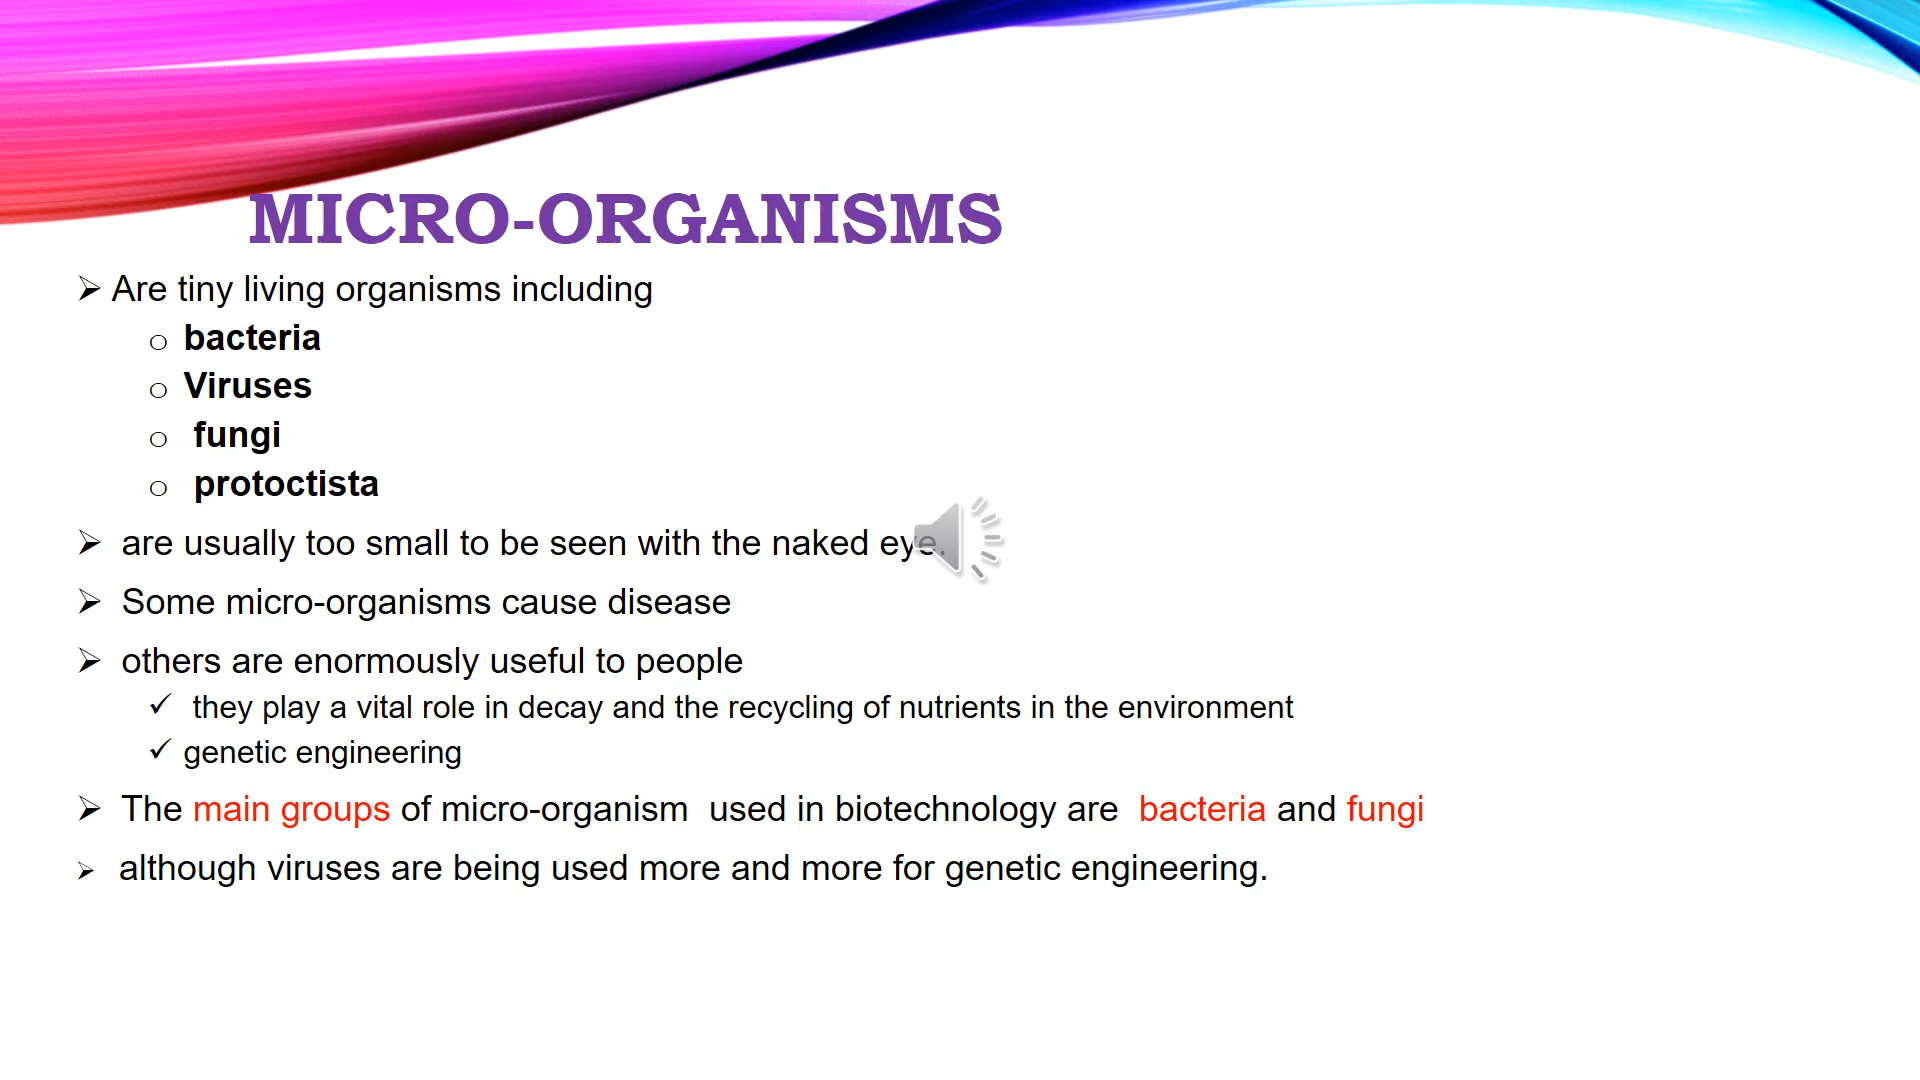 MICRO-ORGANISMS
Are tiny living organisms including
bacteria
Viruses
fungi
protoctista
are usually too small to be seen with the naked eye.
Some micro-organisms cause disease
others are enormously useful to people
they play a vital role in decay and the recycling of nutrients in the environment
genetic engineering
The main groups of micro-organism used in biotechnology are bacteria and fungi
although viruses are being used more and more for genetic engineering.